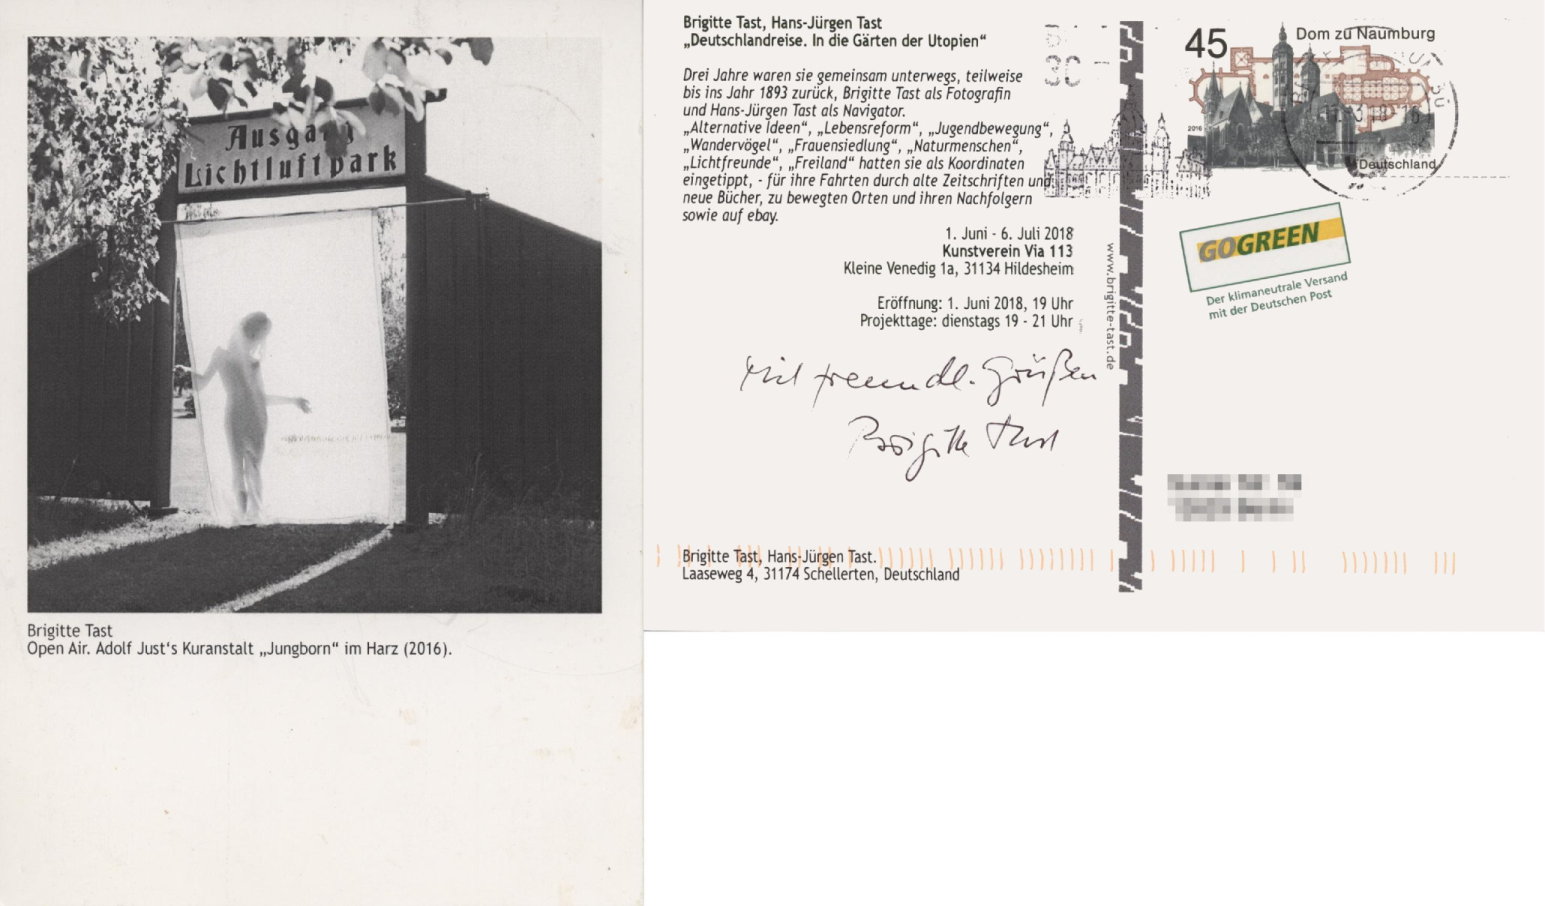 Ausgang
Lichtluftpark
Brigitte Tast
Open Air. Adolf Just's Kuranstalt „Jungborn“ im Harz (2016).
Brigitte Tast, Hans-Jürgen Tast
„Deutschlandreise. In die Gärten der Utopien“
Drei Jahre waren sie gemeinsam unterwegs, teilweise
bis ins Jahr 1893 zurück, Brigitte Tast als Fotografin
und Hans-Jürgen Tast als Navigator.
„Alternative Ideen“, „Lebensreform“, „Jugendbewegung“,
„Wandervögel“, „Frauensiedlung“, „Naturmenschen“,
„Lichtfreunde“, „Freiland“ hatten sie als Koordinaten
eingetippt, - für ihre Fahrten durch alte Zeitschriften und
neue Bücher, zu bewegten Orten und ihren Nachfolgern
sowie auf ebay.
1. Juni - 6. Juli 2018
Kunstverein Via 113
Kleine Venedig 1a, 31134 Hildesheim
Eröffnung: 1. Juni 2018, 19 Uhr
Projekttage: dienstags 19 - 21 Uhr
Mit freundl. Grüßen
Brigitte Tast
Brigitte Tast, Hans-Jürgen Tast.
Laaseweg 4, 31174 Schellerten, Deutschland
www.brigitte-tast.de
45
Dom zu Naumburg
2016
Deutschland
GOGREEN
Der klimaneutrale Versand
mit der Deutschen Post